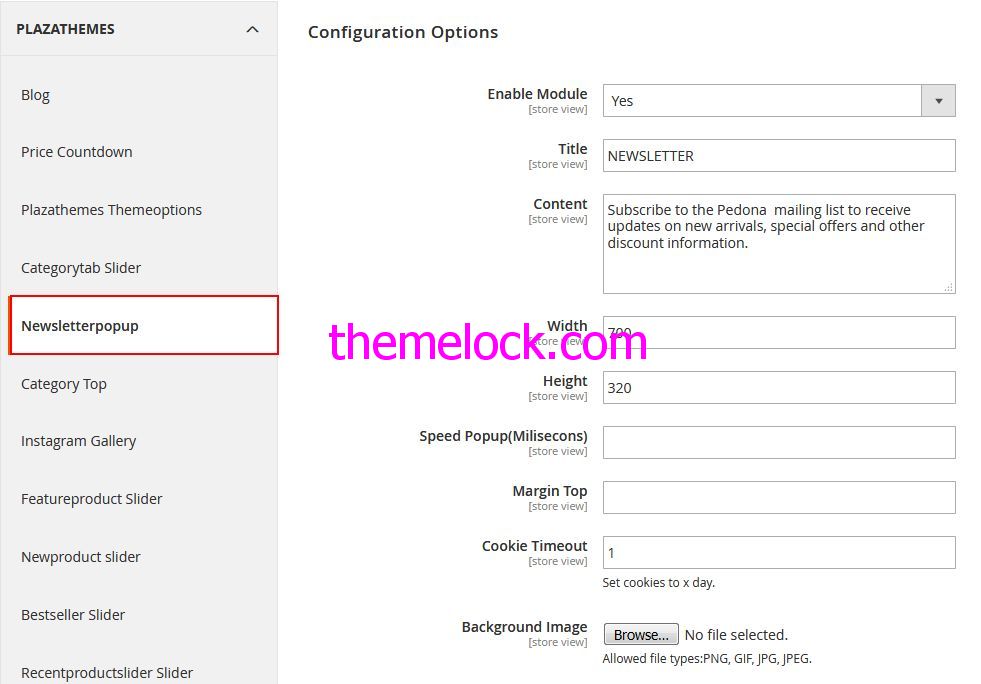 PLAZATHEMES
Blog
Price Countdown
Plazathemes Themeoptions
Categorytab Slider
Newsletterpopup
Category Top
Instagram Gallery
Featureproduct Slider
Newproduct slider
Bestseller Slider
Recentproductslider Slider
Configuration Options
Enable Module
[store view]
Yes
Title
[store view]
NEWSLETTER
Content
[store view]
Subscribe to the Pedona  mailing list to receive
updates on new arrivals, special offers and other
discount information.
Width
[store view]
700
themelock.com
Height
[store view]
320
Speed Popup(Milisecons)
[store view]
Margin Top
[store view]
Cookie Timeout
[store view]
1
Set cookies to x day.
Background Image
[store view]
Browse... No file selected.
Allowed file types:PNG, GIF, JPG, JPEG.